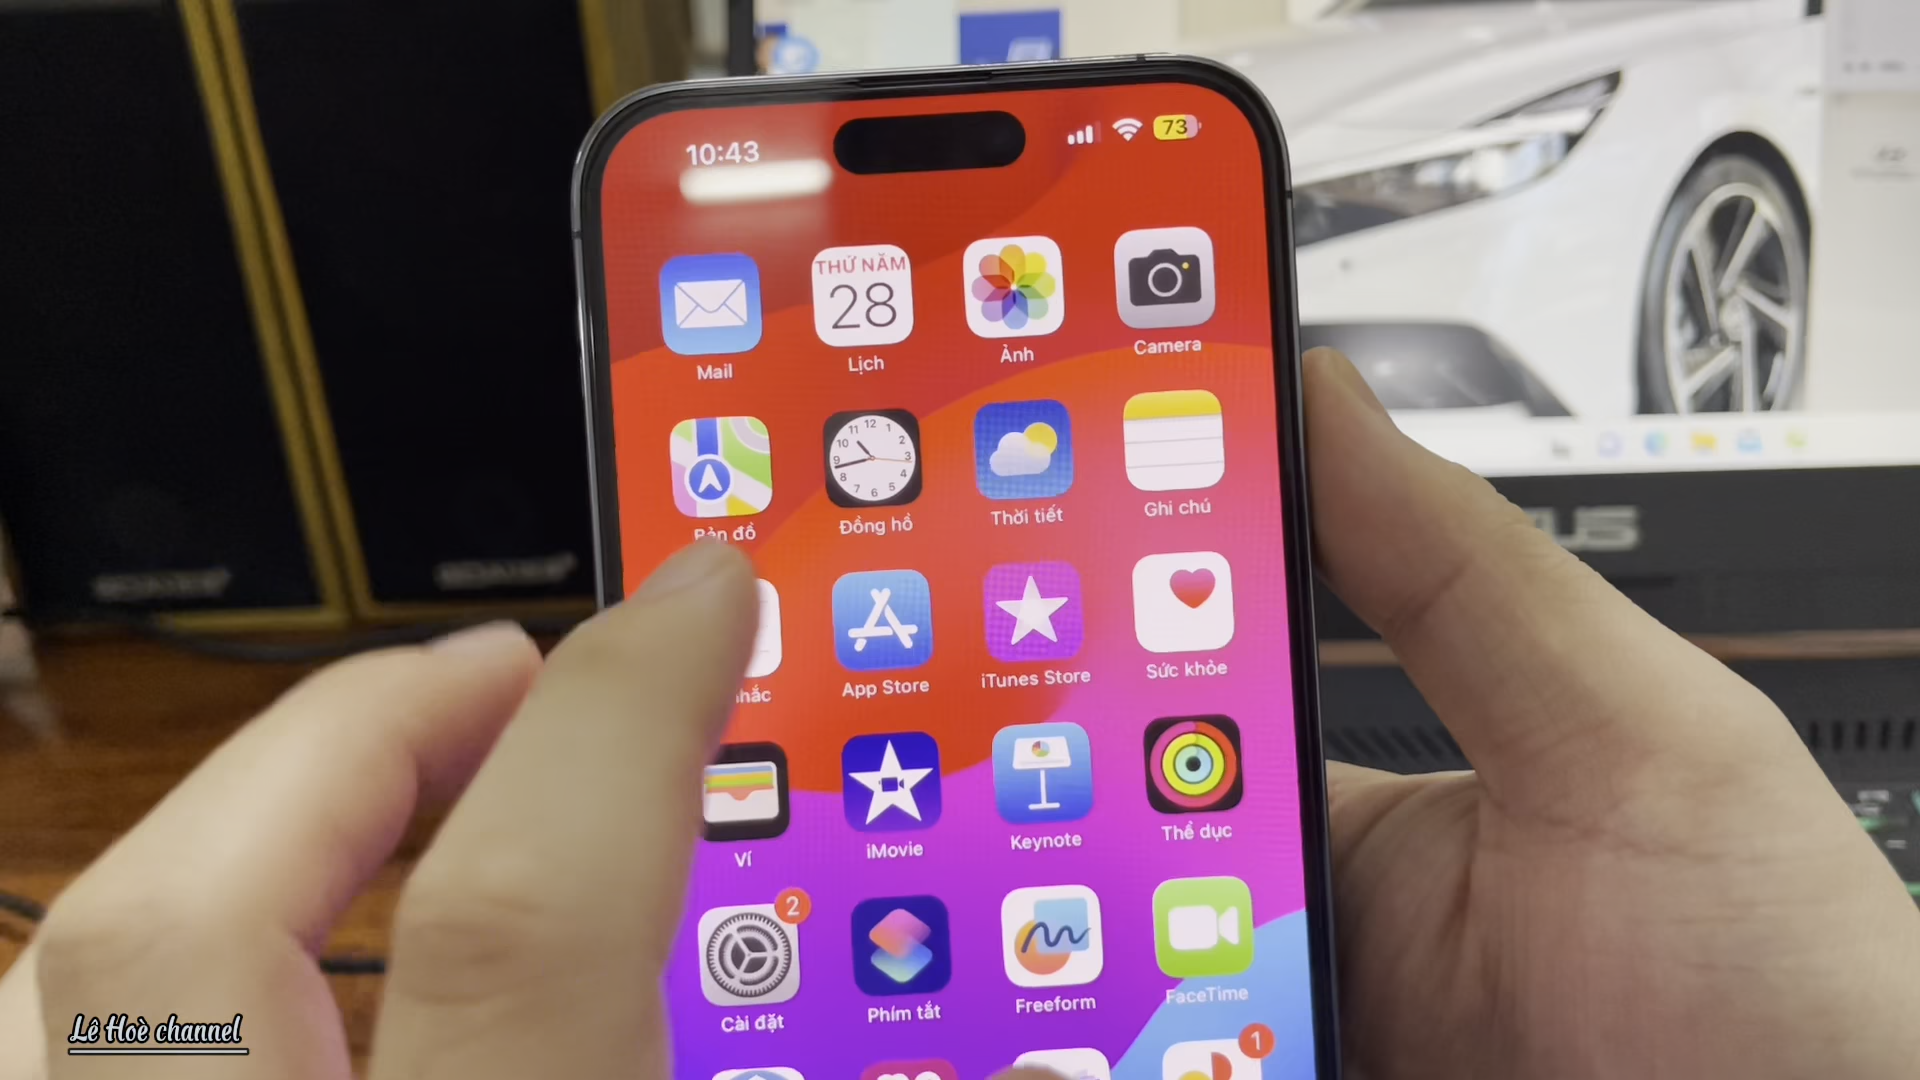 10:43
73
THỨ NĂM
28
Mail
Lịch
Ảnh
Camera
Bản đồ
Đồng hồ
Thời tiết
Ghi chú
App Store
iTunes Store
Sức khỏe
Ví
iMovie
Keynote
Thể dục
2
Cài đặt
Phím tắt
Freeform
FaceTime
1
Lê Hoè channel